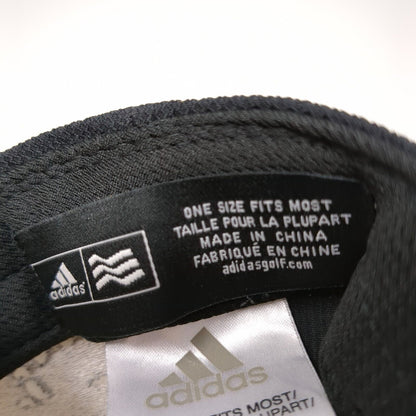 ONE SIZE FITS MOST
TAILLE POUR LA PLUPART
MADE IN CHINA
FABRIQUÉ EN CHINE
adidasgolf.com
adidas
adidas
FITS MOST/
PLUPART/